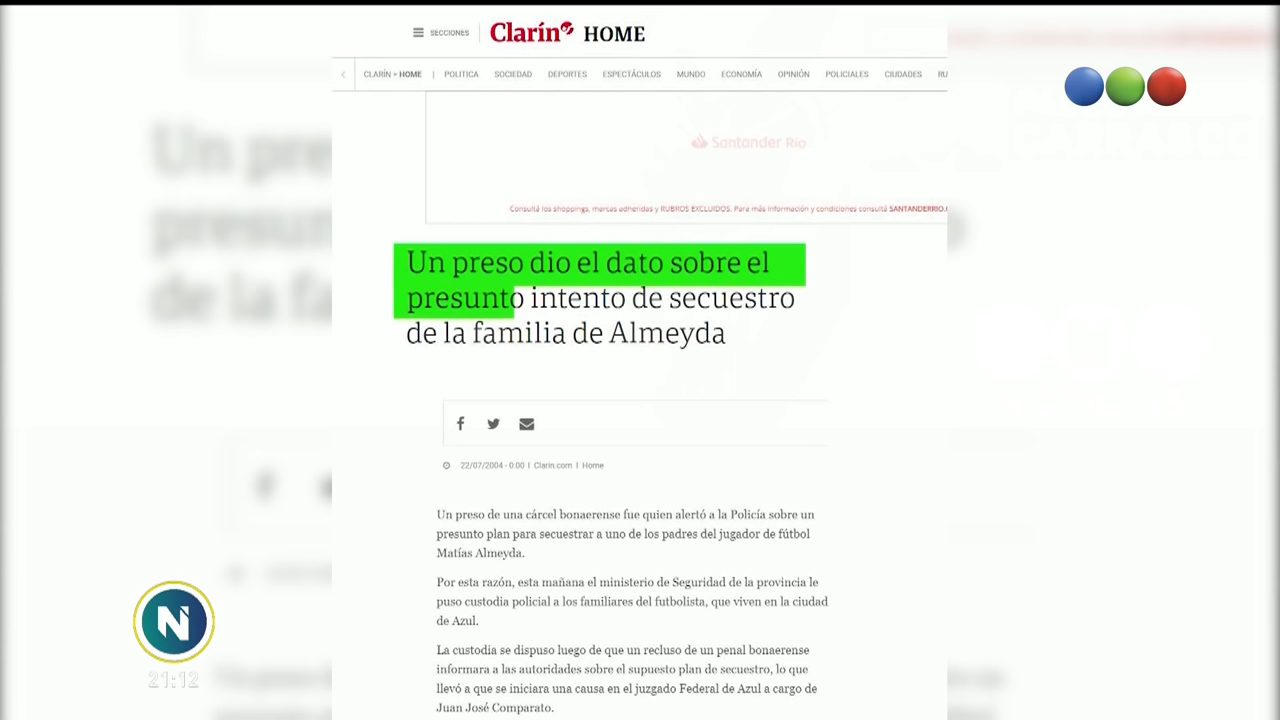 SECCIONES
Clarín HOME
CLARÍN > HOME | POLITICA SOCIEDAD DEPORTES ESPECTÁCULOS MUNDO ECONOMÍA OPINIÓN POLICIALES CIUDADES RU
Santander Río
Consultá los shoppings, marcas adheridas y RUBROS EXCLUIDOS. Para más información y condiciones consultá SANTANDERRIO.
Un preso dio el dato sobre el
presunto intento de secuestro
de la familia de Almeyda
22/07/2004 - 0:00 | Clarín.com | Home
Un preso de una cárcel bonaerense fue quien alertó a la Policía sobre un
presunto plan para secuestrar a uno de los padres del jugador de fútbol
Matías Almeyda.
Por esta razón, esta mañana el ministerio de Seguridad de la provincia le
puso custodia policial a los familiares del futbolista, que viven en la ciudad
de Azul.
La custodia se dispuso luego de que un recluso de un penal bonaerense
informara a las autoridades sobre el supuesto plan de secuestro, lo que
llevó a que se iniciara una causa en el juzgado Federal de Azul a cargo de
Juan José Comparato.
N
21:12